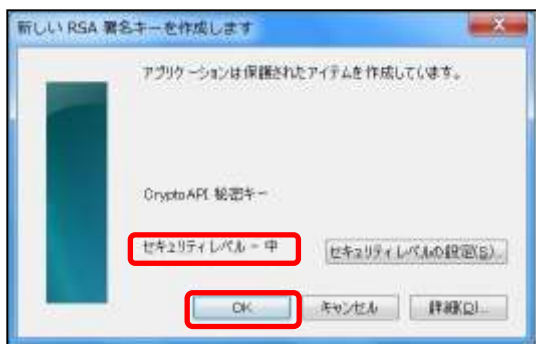 新しい RSA 署名キーを作成します
アプリケーションは保護されたアイテムを作成しています。
CryptoAPI 秘密キー
セキュリティ レベル - 中
セキュリティ レベルの設定(S)...
OK
キャンセル
詳細(D)...